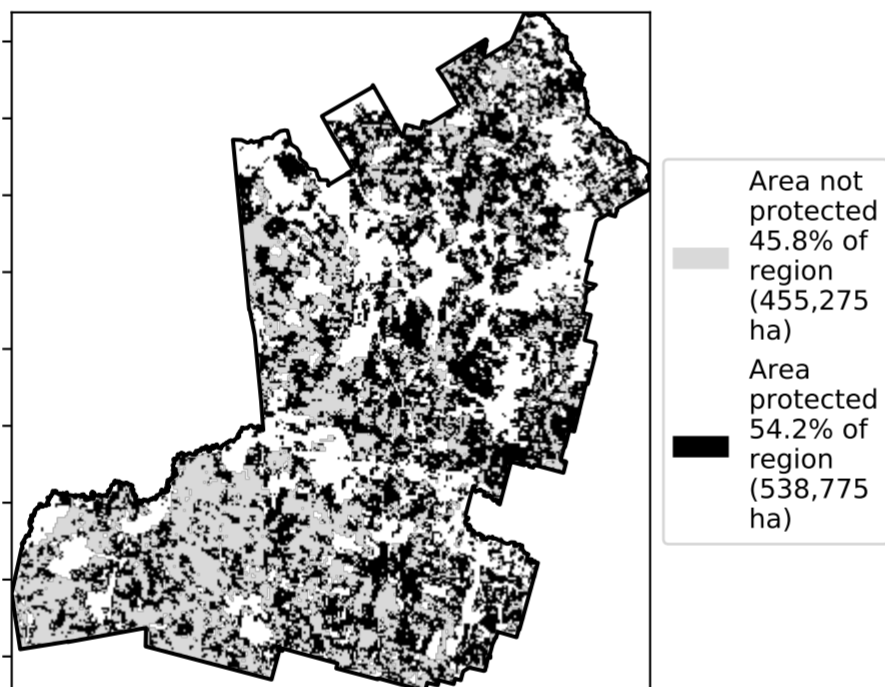 Area not
protected
45.8% of
region
(455,275
ha)
Area
protected
54.2% of
region
(538,775
ha)